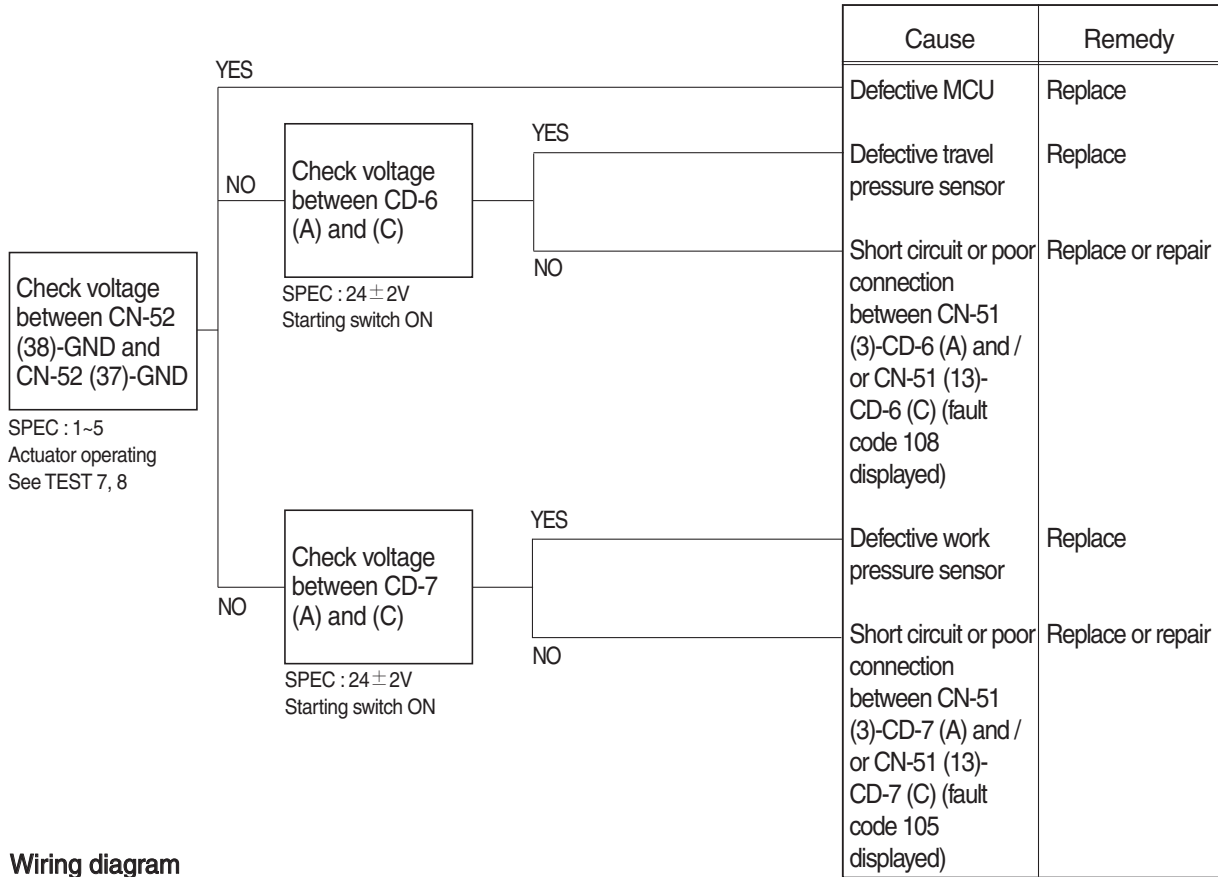 Cause
Remedy
YES
Defective MCU
Replace
NO
Check voltage
between CD-6
(A) and (C)
SPEC : 24±2V
Starting switch ON
YES
Defective travel
pressure sensor
Replace
NO
Short circuit or poor
connection
between CN-51
(3)-CD-6 (A) and /
or CN-51 (13)-
CD-6 (C) (fault
code 108
displayed)
Replace or repair
Check voltage
between CN-52
(38)-GND and
CN-52 (37)-GND
SPEC : 1~5
Actuator operating
See TEST 7, 8
NO
Check voltage
between CD-7
(A) and (C)
SPEC : 24±2V
Starting switch ON
YES
Defective work
pressure sensor
Replace
NO
Short circuit or poor
connection
between CN-51
(3)-CD-7 (A) and /
or CN-51 (13)-
CD-7 (C) (fault
code 105
displayed)
Replace or repair
Wiring diagram